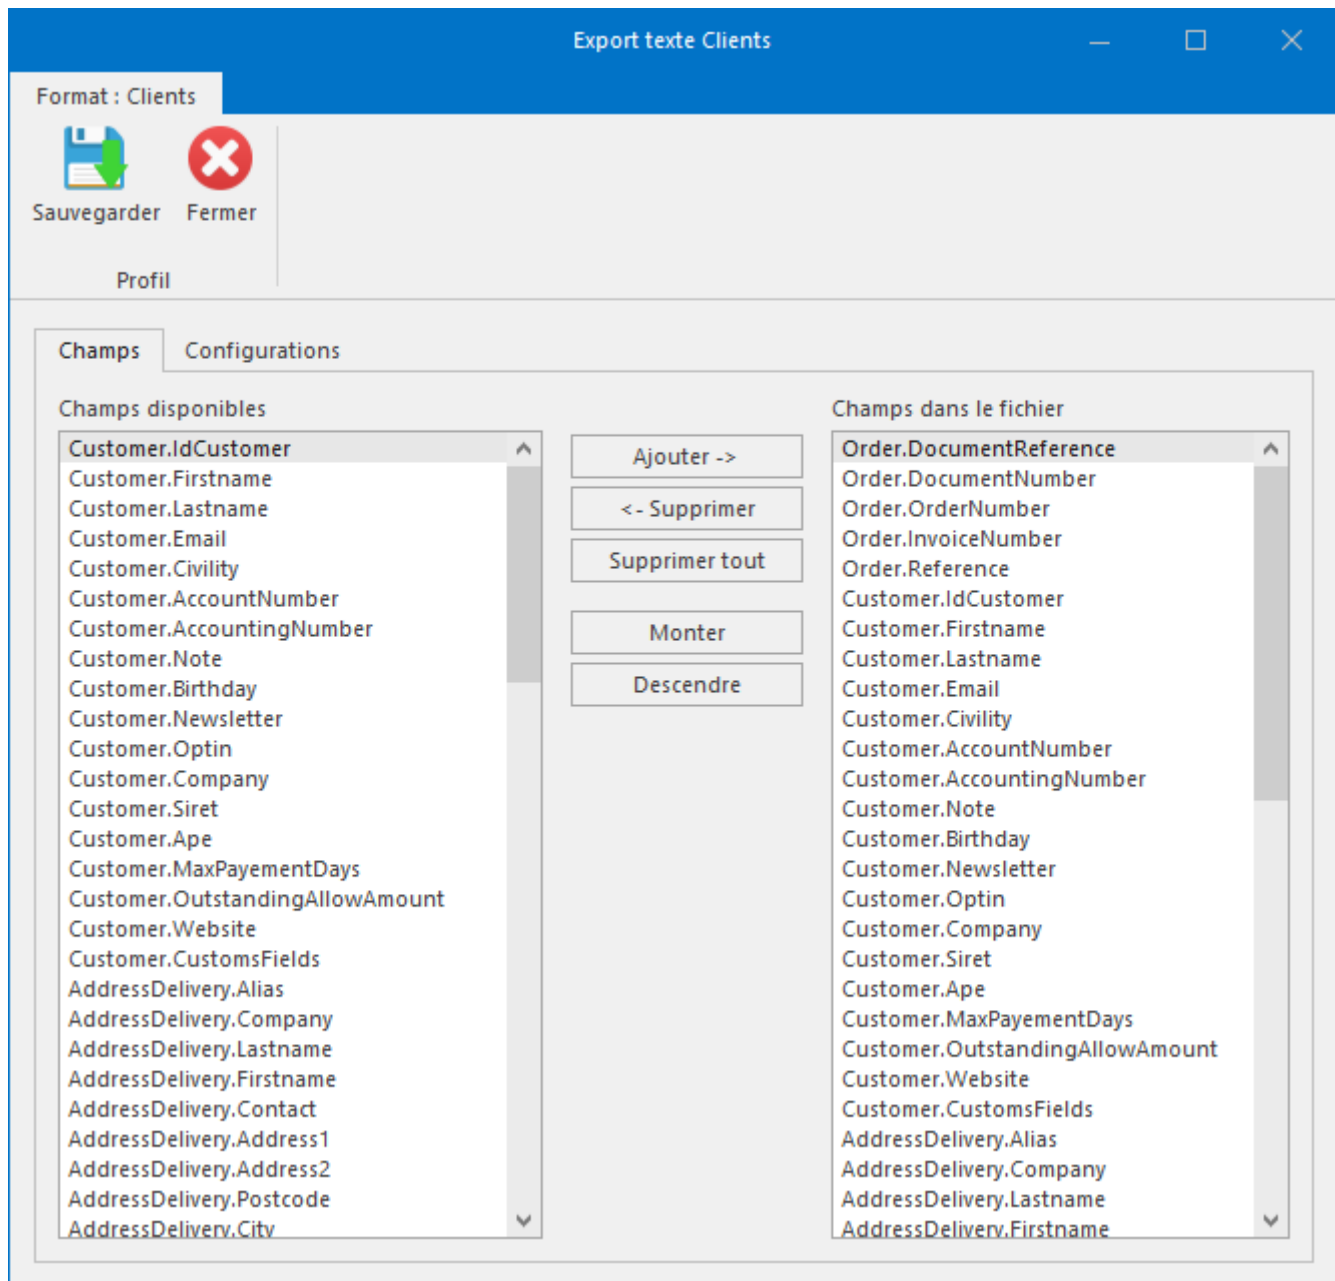 Export texte Clients
Format : Clients
Sauvegarder
Fermer
Profil
Champs
Configurations
Champs disponibles
Customer.IdCustomer
Customer.Firstname
Customer.Lastname
Customer.Email
Customer.Civility
Customer.AccountNumber
Customer.AccountingNumber
Customer.Note
Customer.Birthday
Customer.Newsletter
Customer.Optin
Customer.Company
Customer.Siret
Customer.Ape
Customer.MaxPayementDays
Customer.OutstandingAllowAmount
Customer.Website
Customer.CustomsFields
AddressDelivery.Alias
AddressDelivery.Company
AddressDelivery.Lastname
AddressDelivery.Firstname
AddressDelivery.Contact
AddressDelivery.Address1
AddressDelivery.Address2
AddressDelivery.Postcode
AddressDelivery.City
Ajouter ->
<- Supprimer
Supprimer tout
Monter
Descendre
Champs dans le fichier
Order.DocumentReference
Order.DocumentNumber
Order.OrderNumber
Order.InvoiceNumber
Order.Reference
Customer.IdCustomer
Customer.Firstname
Customer.Lastname
Customer.Email
Customer.Civility
Customer.AccountNumber
Customer.AccountingNumber
Customer.Note
Customer.Birthday
Customer.Newsletter
Customer.Optin
Customer.Company
Customer.Siret
Customer.Ape
Customer.MaxPayementDays
Customer.OutstandingAllowAmount
Customer.Website
Customer.CustomsFields
AddressDelivery.Alias
AddressDelivery.Company
AddressDelivery.Lastname
AddressDelivery.Firstname